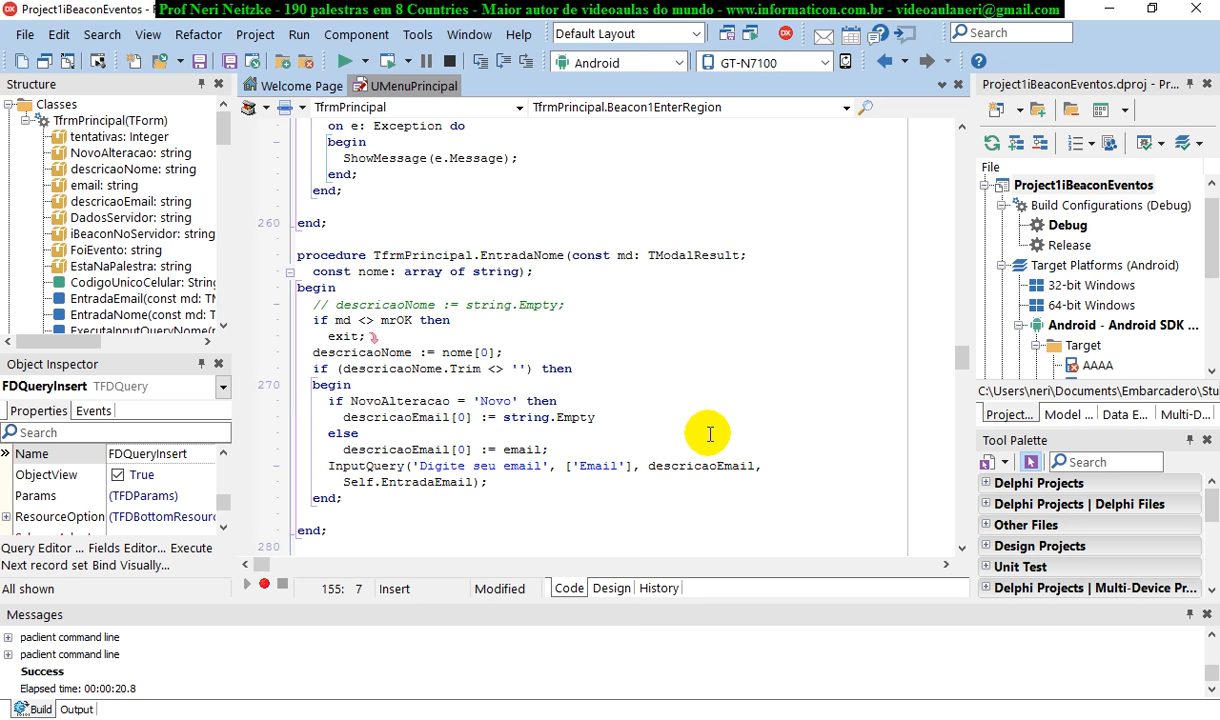 Project1iBeaconEventos - Prof Neri Neitzke - 190 palestras em 8 Countries - Maior autor de videoaulas do mundo - www.informaticon.com.br - videoaulaneri@gmail.com
File Edit Search View Refactor Project Run Component Tools Window Help Default Layout Search
Android GT-N7100
Structure
Classes
TfrmPrincipal(TForm)
tentativas: Integer
NovoAlteracao: string
descricaoNome: string
email: string
descricaoEmail: string
DadosServidor: string
iBeaconNoServidor: string
FoiEvento: string
EstaNaPalestra: string
CodigoUnicoCelular: String
EntradaEmail(const md: TM
EntradaNome(const md: T
ExecutaInputQueryNome(
Object Inspector
FDQueryInsert TFDQuery
Properties Events
Search
Name FDQueryInsert
ObjectView True
Params (TFDParams)
ResourceOption (TFDBottomResourc
Query Editor ... Fields Editor... Execute
Next record set Bind Visually...
All shown
Welcome Page UMenuPrincipal
TfrmPrincipal TfrmPrincipal.Beacon1EnterRegion
on e: Exception do
begin
ShowMessage(e.Message);
end;
end;
260 end;
procedure TfrmPrincipal.EntradaNome(const md: TModalResult;
const nome: array of string);
begin
// descricaoNome := string.Empty;
if md <> mrOK then
exit;
descricaoNome := nome[0];
if (descricaoNome.Trim <> '') then
270 begin
if NovoAlteracao = 'Novo' then
descricaoEmail[0] := string.Empty
else
descricaoEmail[0] := email;
InputQuery('Digite seu email', ['Email'], descricaoEmail,
Self.EntradaEmail);
end;
end;
280
155: 7 Insert Modified Code Design History
Project1iBeaconEventos.dproj - Pr...
File
Project1iBeaconEventos
Build Configurations (Debug)
Debug
Release
Target Platforms (Android)
32-bit Windows
64-bit Windows
Android - Android SDK ...
Target
AAAA
C:\Users\neri\Documents\Embarcadero\Stu
Project... Model ... Data E... Multi-D...
Tool Palette
Search
Delphi Projects
Delphi Projects | Delphi Files
Other Files
Design Projects
Unit Test
Delphi Projects | Multi-Device Pr...
Messages
paclient command line
paclient command line
Success
Elapsed time: 00:00:20.8
Build Output